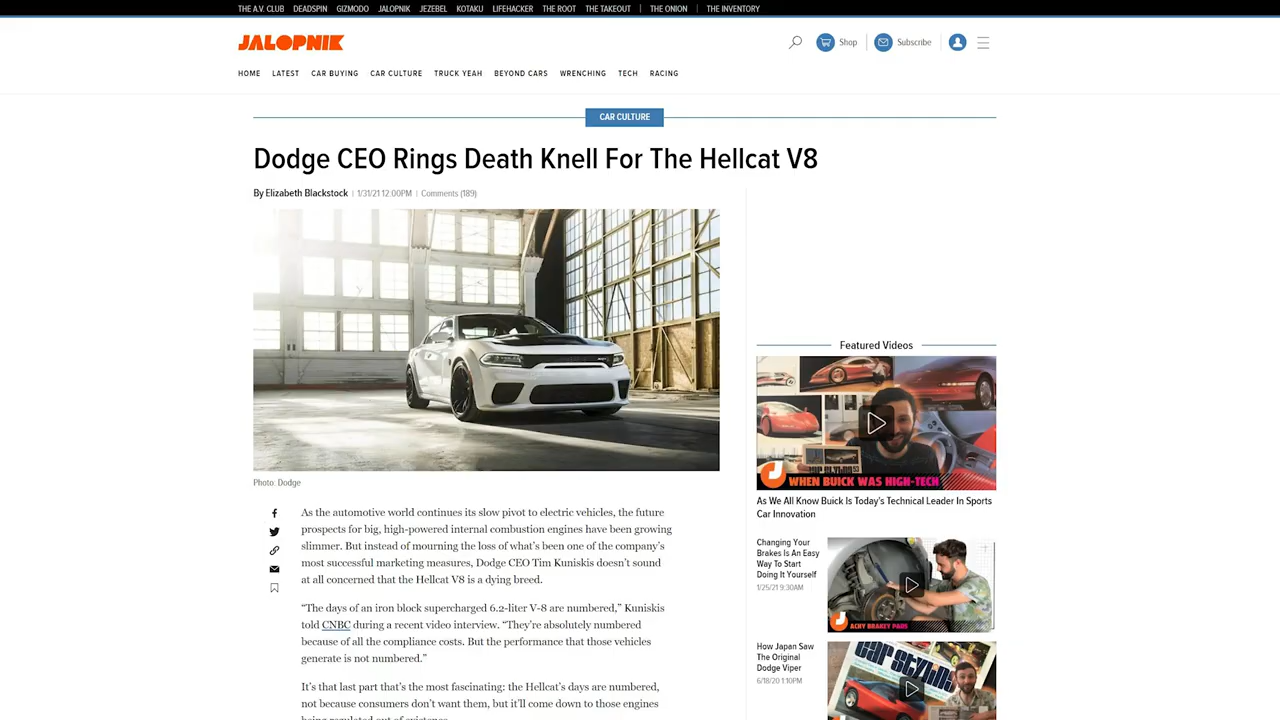 THE A.V. CLUB DEADSPIN GIZMODO JALOPNIK JEZEBEL KOTAKU LIFEHACKER THE ROOT THE TAKEOUT THE ONION THE INVENTORY
JALOPNIK
Shop
Subscribe
HOME LATEST CAR BUYING CAR CULTURE TRUCK YEAH BEYOND CARS WRENCHING TECH RACING
CAR CULTURE
Dodge CEO Rings Death Knell For The Hellcat V8
By Elizabeth Blackstock 1/31/21 12:00PM Comments (189)
Photo: Dodge
As the automotive world continues its slow pivot to electric vehicles, the future
prospects for big, high-powered internal combustion engines have been growing
slimmer. But instead of mourning the loss of what's been one of the company's
most successful marketing measures, Dodge CEO Tim Kuniskis doesn't sound
at all concerned that the Hellcat V8 is a dying breed.
“The days of an iron block supercharged 6.2-liter V-8 are numbered,” Kuniskis
told CNBC during a recent video interview. “They're absolutely numbered
because of all the compliance costs. But the performance that those vehicles
generate is not numbered.”
It's that last part that's the most fascinating: the Hellcat's days are numbered,
not because consumers don't want them, but it'll come down to those engines
being regulated out of existence.
Featured Videos
WHEN BUICK WAS HIGH-TECH
As We All Know Buick Is Today's Technical Leader In Sports
Car Innovation
Changing Your
Brakes Is An Easy
Way To Start
Doing It Yourself
1/25/21 9:30AM
ACHY BRAKEY PADS
How Japan Saw
The Original
Dodge Viper
6/18/20 1:10PM
CAR STYLING